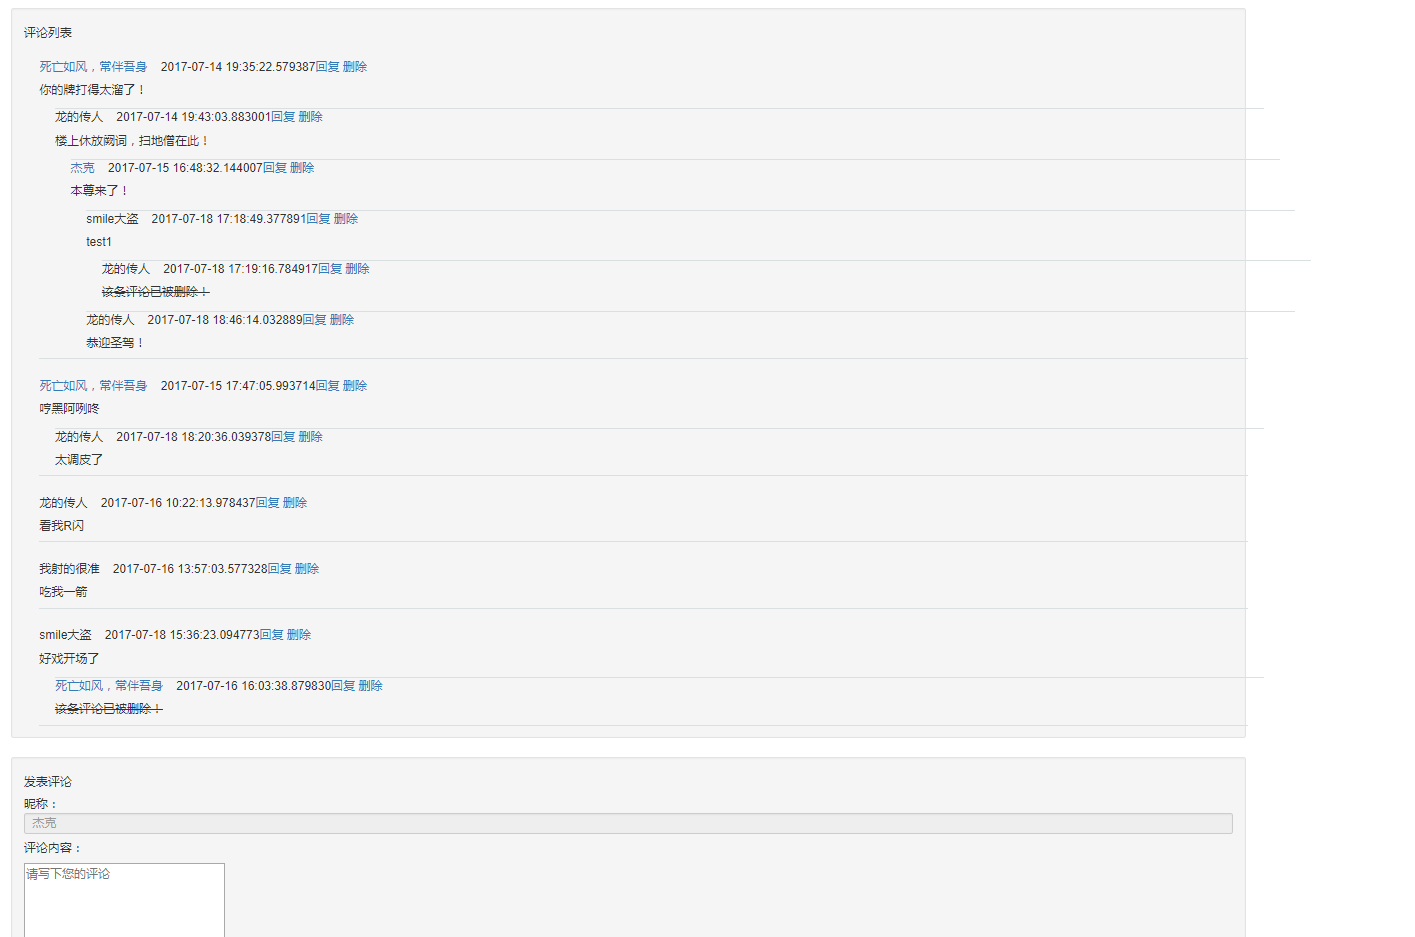 评论列表
死亡如风，常伴吾身 2017-07-14 19:35:22.579387回复 删除
你的牌打得太溜了！
龙的传人 2017-07-14 19:43:03.883001回复 删除
楼上休放阙词，扫地僧在此！
杰克 2017-07-15 16:48:32.144007回复 删除
本尊来了！
smile大盗 2017-07-18 17:18:49.377891回复 删除
test1
龙的传人 2017-07-18 17:19:16.784917回复 删除
该条评论已被删除！
龙的传人 2017-07-18 18:46:14.032889回复 删除
恭迎圣驾！
死亡如风，常伴吾身 2017-07-15 17:47:05.993714回复 删除
哼黑阿咧咚
龙的传人 2017-07-18 18:20:36.039378回复 删除
太调皮了
龙的传人 2017-07-16 10:22:13.978437回复 删除
看我R闪
我射的很准 2017-07-16 13:57:03.577328回复 删除
吃我一箭
smile大盗 2017-07-18 15:36:23.094773回复 删除
好戏开场了
死亡如风，常伴吾身 2017-07-16 16:03:38.879830回复 删除
该条评论已被删除！
发表评论
昵称：
杰克
评论内容：
请写下您的评论